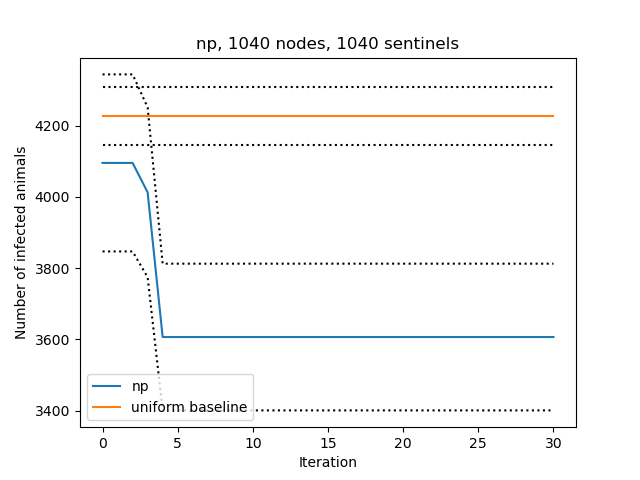 np, 1040 nodes, 1040 sentinels
Number of infected animals
4200
4000
3800
3600
3400
np
uniform baseline
0 5 10 15 20 25 30
Iteration